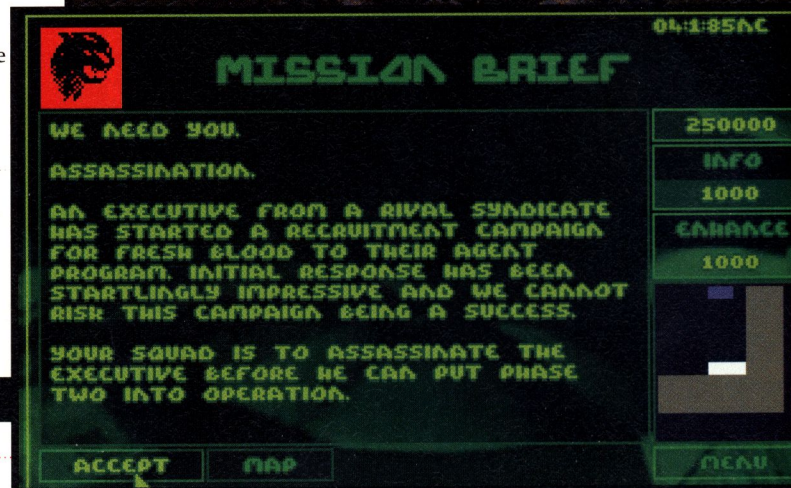 04:1:85NC
MISSION BRIEF
WE NEED YOU.
ASSASSINATION.
AN EXECUTIVE FROM A RIVAL SYNDICATE
HAS STARTED A RECRUITMENT CAMPAIGN
FOR FRESH BLOOD TO THEIR AGENT
PROGRAM. INITIAL RESPONSE HAS BEEN
STARTLINGLY IMPRESSIVE AND WE CANNOT
RISK THIS CAMPAIGN BEING A SUCCESS.
YOUR SQUAD IS TO ASSASSINATE THE
EXECUTIVE BEFORE HE CAN PUT PHASE
TWO INTO OPERATION.
250000
INFO
1000
ENHANCE
1000
ACCEPT
MAP
MENU